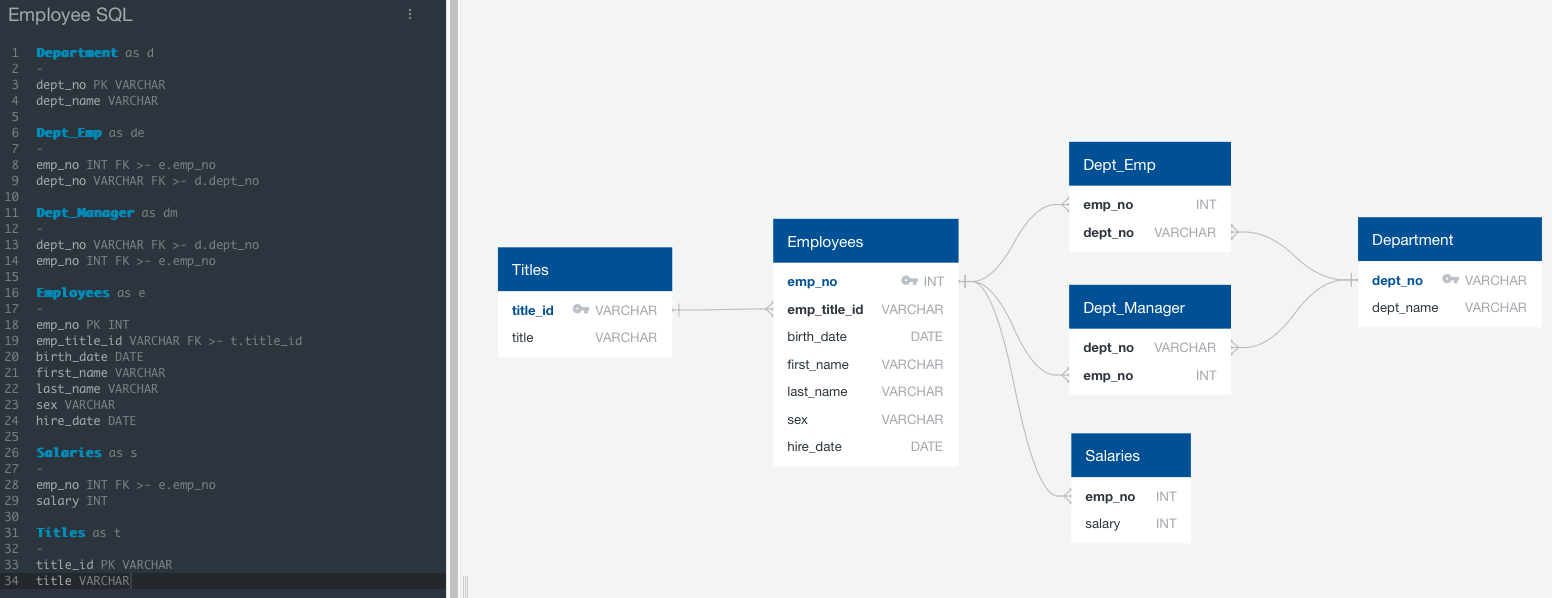 Employee SQL
1 Department as d
2 -
3 dept_no PK VARCHAR
4 dept_name VARCHAR
5
6 Dept_Emp as de
7 -
8 emp_no INT FK >- e.emp_no
9 dept_no VARCHAR FK >- d.dept_no
10
11 Dept_Manager as dm
12 -
13 dept_no VARCHAR FK >- d.dept_no
14 emp_no INT FK >- e.emp_no
15
16 Employees as e
17 -
18 emp_no PK INT
19 emp_title_id VARCHAR FK >- t.title_id
20 birth_date DATE
21 first_name VARCHAR
22 last_name VARCHAR
23 sex VARCHAR
24 hire_date DATE
25
26 Salaries as s
27 -
28 emp_no INT FK >- e.emp_no
29 salary INT
30
31 Titles as t
32 -
33 title_id PK VARCHAR
34 title VARCHAR
Titles
title_id VARCHAR
title VARCHAR
Employees
emp_no INT
emp_title_id VARCHAR
birth_date DATE
first_name VARCHAR
last_name VARCHAR
sex VARCHAR
hire_date DATE
Dept_Emp
emp_no INT
dept_no VARCHAR
Dept_Manager
dept_no VARCHAR
emp_no INT
Salaries
emp_no INT
salary INT
Department
dept_no VARCHAR
dept_name VARCHAR